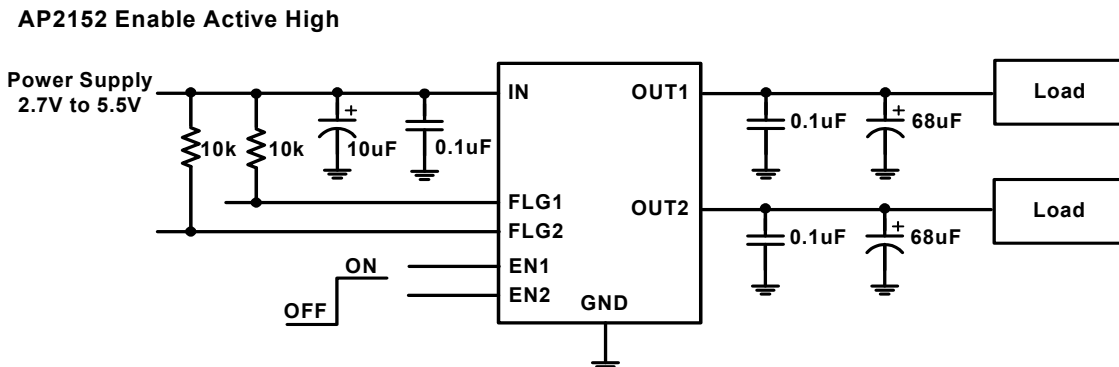 AP2152 Enable Active High
Power Supply
2.7V to 5.5V
IN
OUT1
Load
10k
10k
10uF
0.1uF
0.1uF
68uF
FLG1
FLG2
OUT2
Load
0.1uF
68uF
ON
OFF
EN1
EN2
GND
+
+
+